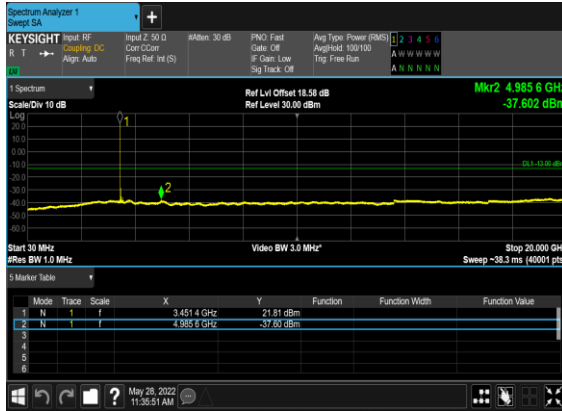 Spectrum Analyzer 1
Swept SA
+
KEYSIGHT Input: RF Input Z: 50 Ω #Atten: 30 dB PNO: Fast Avg Type: Power (RMS) 1 2 3 4 5 6
R T Coupling: DC Corr CCorr Gate: Off Avg|Hold: 100/100 A W W W W W
Align: Auto Freq Ref: Int (S) IF Gain: Low Trig: Free Run
Sig Track: Off A N N N N N
LU
1 Spectrum Ref Lvl Offset 18.58 dB Mkr2 4.985 6 GHz
Scale/Div 10 dB Ref Level 30.00 dBm -37.602 dBm
Log
1
20.0
10.0
0.00
-10.0
DL1 -13.00 dBm
-20.0
-30.0
2
-40.0
-50.0
-60.0
Start 30 MHz Video BW 3.0 MHz* Stop 20.000 GHz
#Res BW 1.0 MHz Sweep ~38.3 ms (40001 pts)
5 Marker Table
Mode Trace Scale X Y Function Function Width Function Value
1 N 1 f 3.451 4 GHz 21.81 dBm
2 N 1 f 4.985 6 GHz -37.60 dBm
3
4
5
6
?
May 28, 2022
11:35:51 AM